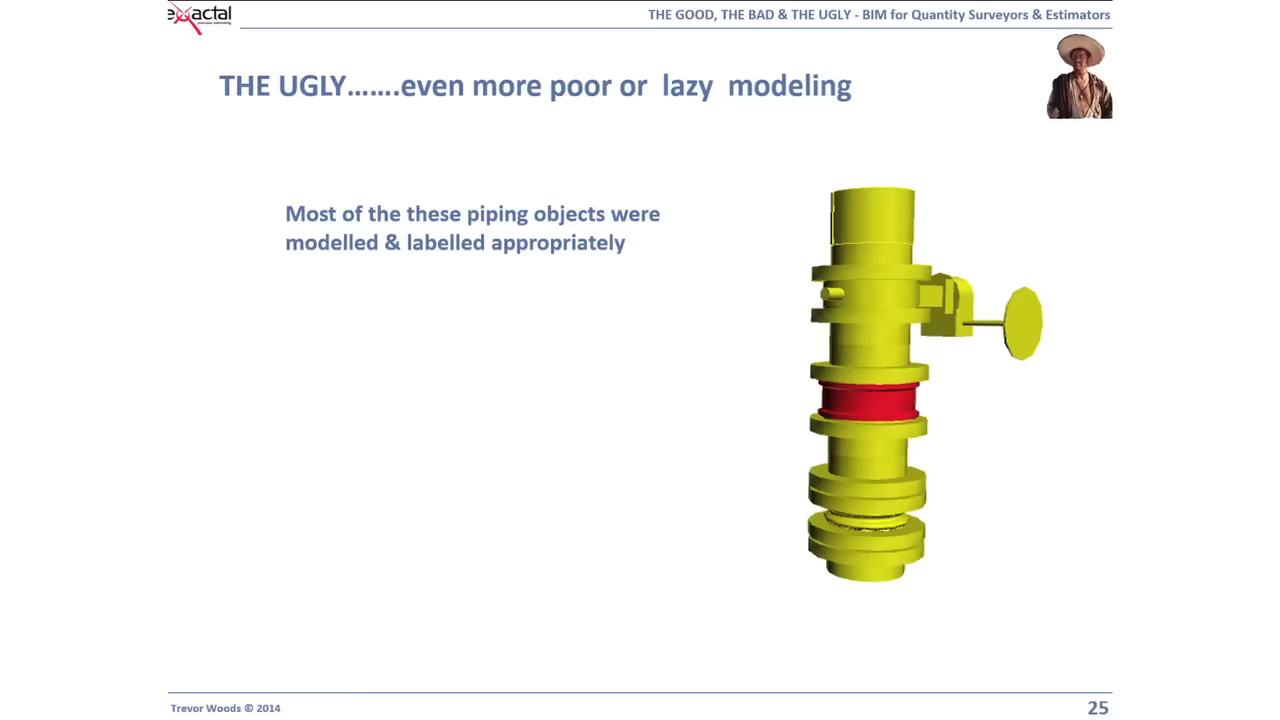 exactal
THE GOOD, THE BAD & THE UGLY - BIM for Quantity Surveyors & Estimators
THE UGLY…….even more poor or lazy modeling
Most of the these piping objects were
modelled & labelled appropriately
Trevor Woods © 2014
25